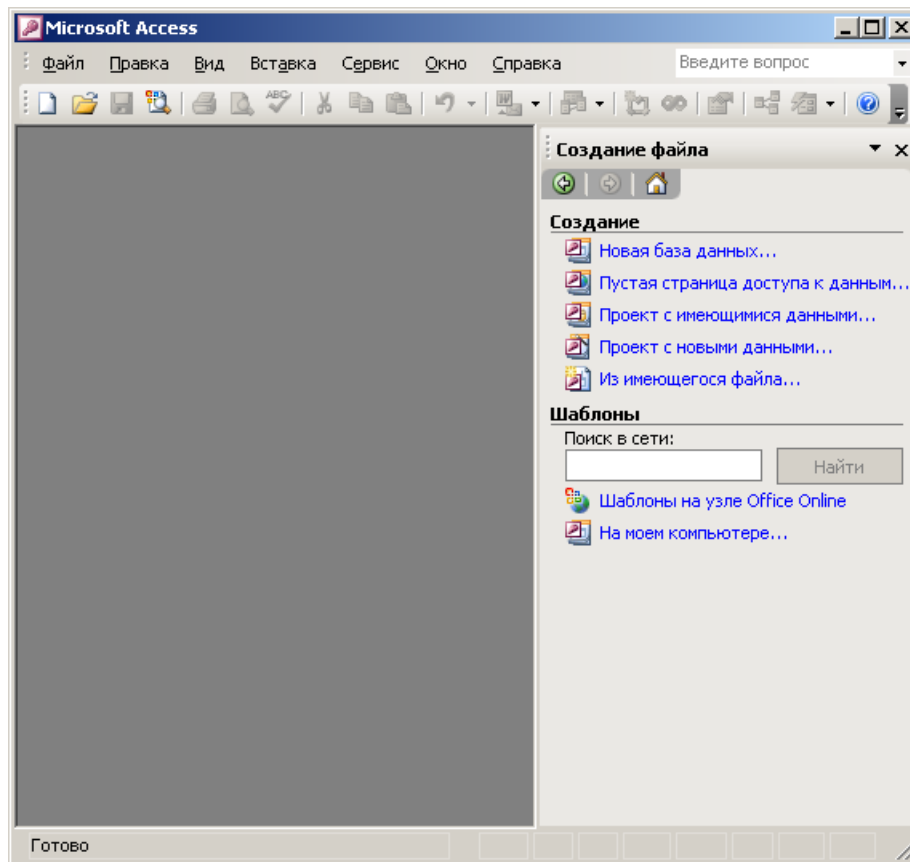 Microsoft Access
Файл Правка Вид Вставка Сервис Окно Справка Введите вопрос
Создание файла
Создание
Новая база данных...
Пустая страница доступа к данным...
Проект с имеющимися данными...
Проект с новыми данными...
Из имеющегося файла...
Шаблоны
Поиск в сети:
Найти
Шаблоны на узле Office Online
На моем компьютере...
Готово